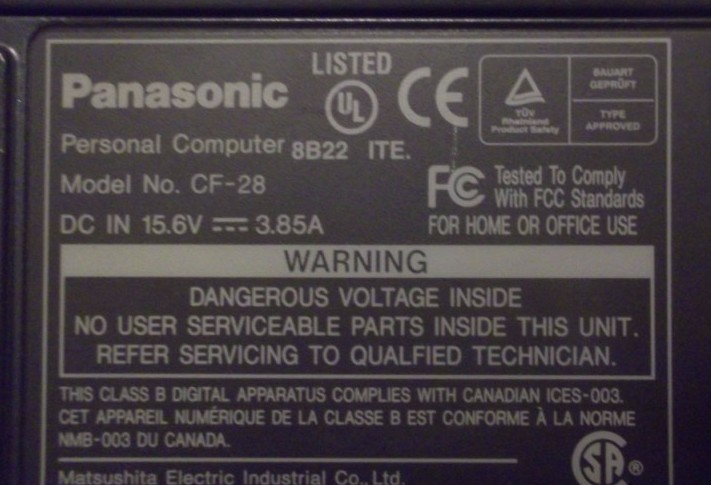 Panasonic
LISTED
UL
CE
TÜV
Rheinland
Product Safety
BAUART
GEPRÜFT
TYPE
APPROVED
Personal Computer 8B22 ITE.
Model No. CF-28
FC Tested To Comply
With FCC Standards
DC IN 15.6V 3.85A
FOR HOME OR OFFICE USE
WARNING
DANGEROUS VOLTAGE INSIDE
NO USER SERVICEABLE PARTS INSIDE THIS UNIT.
REFER SERVICING TO QUALFIED TECHNICIAN.
THIS CLASS B DIGITAL APPARATUS COMPLIES WITH CANADIAN ICES-003.
CET APPAREIL NUMÉRIQUE DE LA CLASSE B EST CONFORME À LA NORME
NMB-003 DU CANADA.
SA®
Matsushita Electric Industrial Co., Ltd.